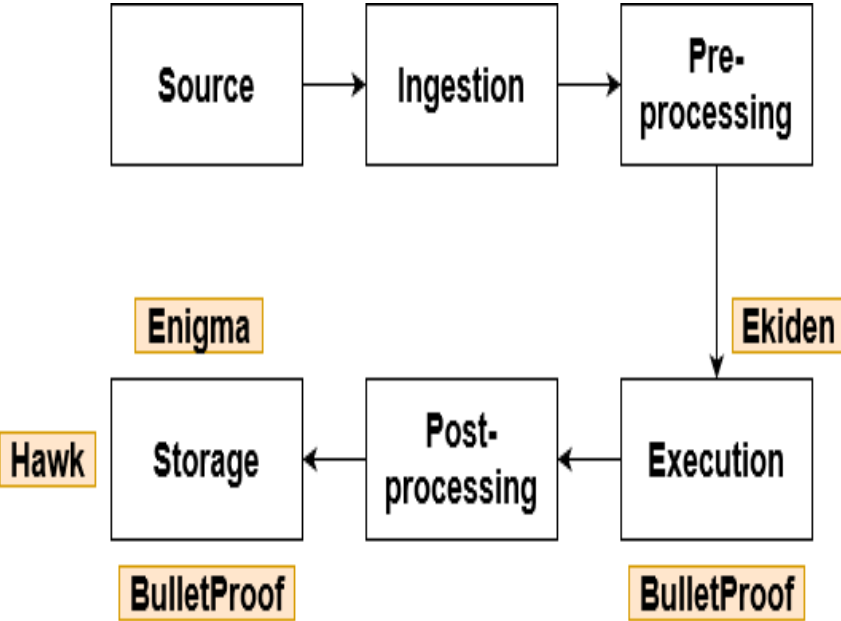 Source
Ingestion
Pre-
processing
Enigma
Ekiden
Hawk
Storage
Post-
processing
Execution
BulletProof
BulletProof